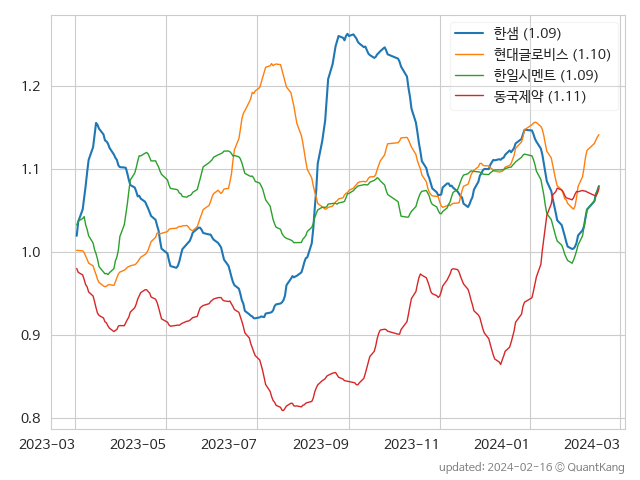 한샘 (1.09)
현대글로비스 (1.10)
한일시멘트 (1.09)
동국제약 (1.11)
1.2
1.1
1.0
0.9
0.8
2023-03 2023-05 2023-07 2023-09 2023-11 2024-01 2024-03
updated: 2024-02-16 © QuantKang